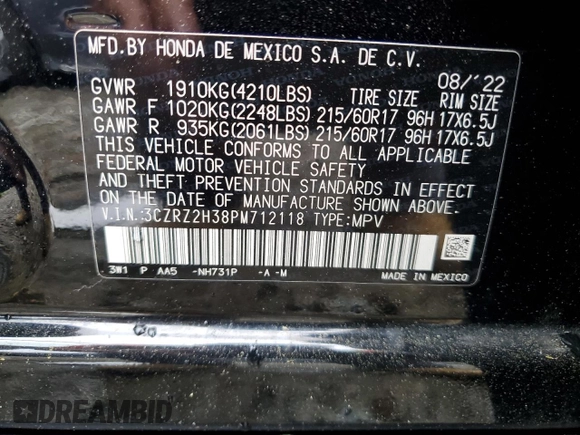 MFD.BY HONDA DE MEXICO S.A. DE C.V.
08/'22
GVWR 1910KG(4210LBS) TIRE SIZE RIM SIZE
GAWR F 1020KG(2248LBS) 215/60R17 96H 17X6.5J
GAWR R 935KG(2061LBS) 215/60R17 96H 17X6.5J
THIS VEHICLE CONFORMS TO ALL APPLICABLE
FEDERAL MOTOR VEHICLE SAFETY
AND THEFT PREVENTION STANDARDS IN EFFECT
ON THE DATE OF MANUFACTURE SHOWN ABOVE.
V.I.N.:3CZRZ2H38PM712118 TYPE:MPV
3W1 P AA5 -NH731P -A -M MADE IN MEXICO
DREAMBID